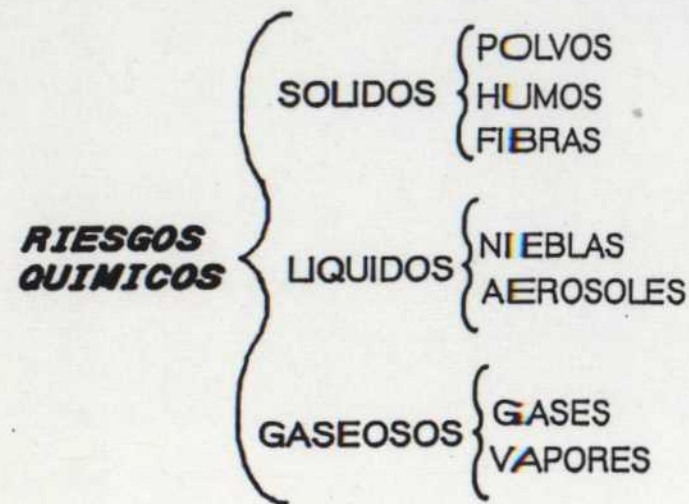 RIESGOS
QUIMICOS
SOLIDOS
POLVOS
HUMOS
FIBRAS
LIQUIDOS
NIEBLAS
AEROSOLES
GASEOSOS
GASES
VAPORES